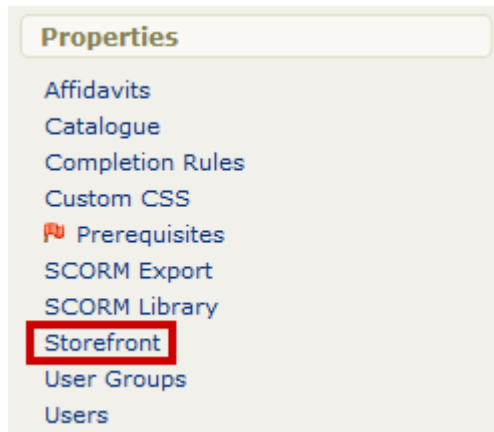 Properties
Affidavits
Catalogue
Completion Rules
Custom CSS
Prerequisites
SCORM Export
SCORM Library
Storefront
User Groups
Users